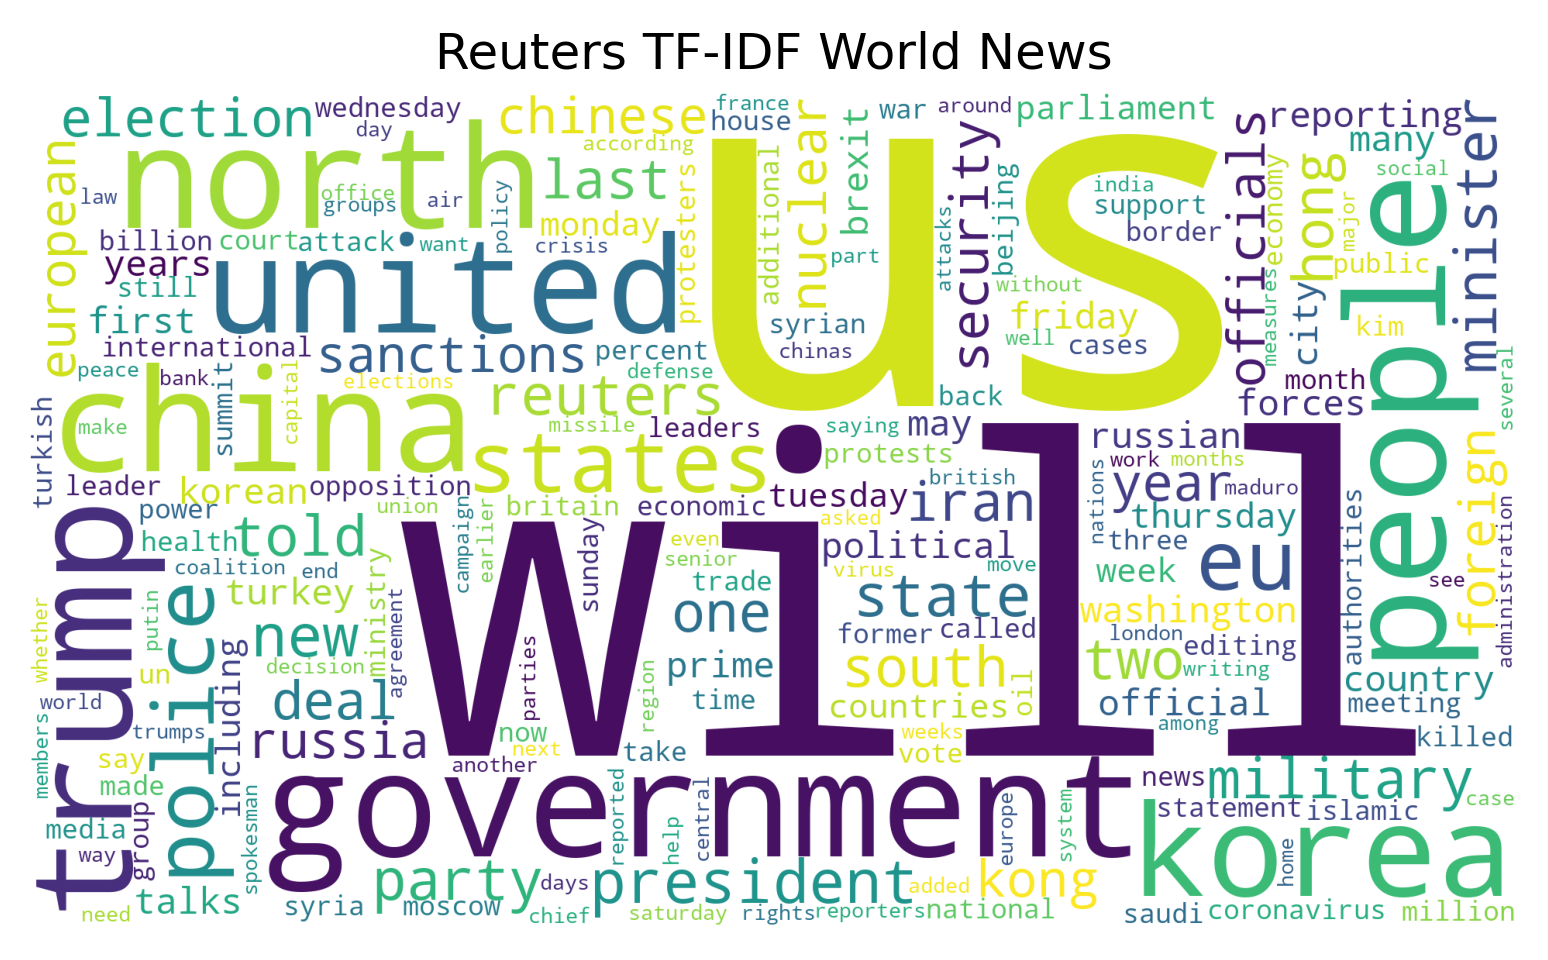 Reuters TF-IDF World News
election
wednesday
day
chinese
france
house
according
war
around
parliament
reporting
many
social
north
us
last
nuclear
brexit
security
officials
hong
economy
people
minister
european
law
office
groups
air
policy
monday
protesters
additional
part
attacks
beijing
india
support
border
public
major
billion
court
attack
want
crisis
years
united
still
first
international
sanctions
percent
syrian
chinas
without
friday
well
cases
measures
city
kim
month
forces
several
peace
bank
summit
capital
elections
defense
reuters
missile
leaders
back
saying
may
protests
russian
work
months
china
make
turkish
states
leader
korean
opposition
union
britain
economic
tuesday
british
iran
nations
year
maduro
thursday
three
foreign
administration
trump
power
health
told
coalition
end
campaign
earlier
sunday
even
senior
asked
political
virus
move
week
eu
see
authorities
will
turkey
ministry
agreement
trade
one
state
former
called
washington
london
editing
writing
whether
putin
police
new
decision
un
including
world
trumps
deal
parties
region
prime
time
south
countries
oil
two
official
among
country
meeting
killed
russia
now
next
another
take
weeks
vote
members
say
made
media
way
group
need
talks
spokesman
government
reported
help
central
europe
system
news
military
case
statement
islamic
korea
home
syria
party
moscow
days
chief
president
saturday
rights
reporters
added
national
kong
saudi
coronavirus
million